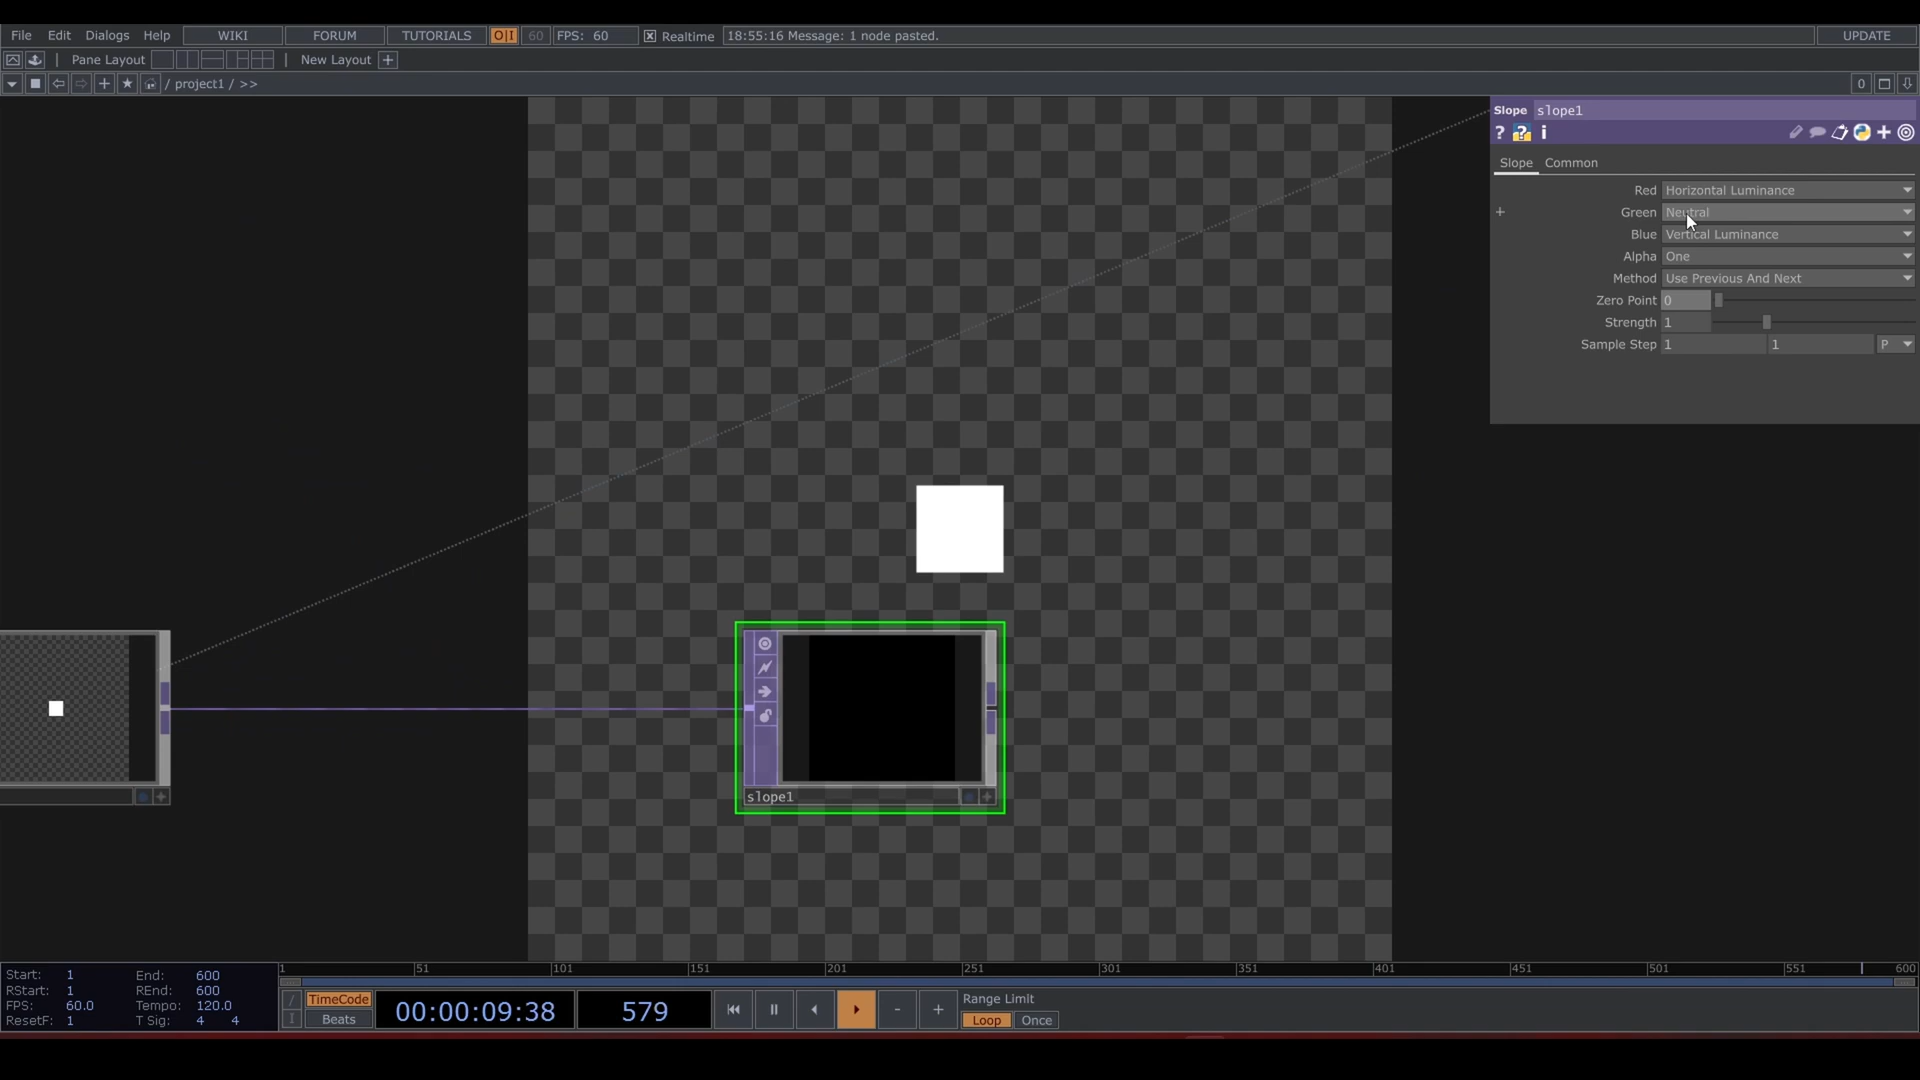 File Edit Dialogs Help WIKI FORUM TUTORIALS O|I 60 FPS: 60 Realtime 18:55:16 Message: 1 node pasted. UPDATE
Pane Layout New Layout +
/ project1 / >> 0
Slope slope1
? ? i
Slope Common
Red Horizontal Luminance
+ Green Neutral
Blue Vertical Luminance
Alpha One
Method Use Previous And Next
Zero Point 0
Strength 1
Sample Step 1 1 P
slope1
1 51 101 151 201 251 301 351 401 451 501 551 600
Start: 1 End: 600
RStart: 1 REnd: 600
FPS: 60.0 Tempo: 120.0
ResetF: 1 T Sig: 4 4
TimeCode
Beats
00:00:09:38 579
Range Limit
Loop Once